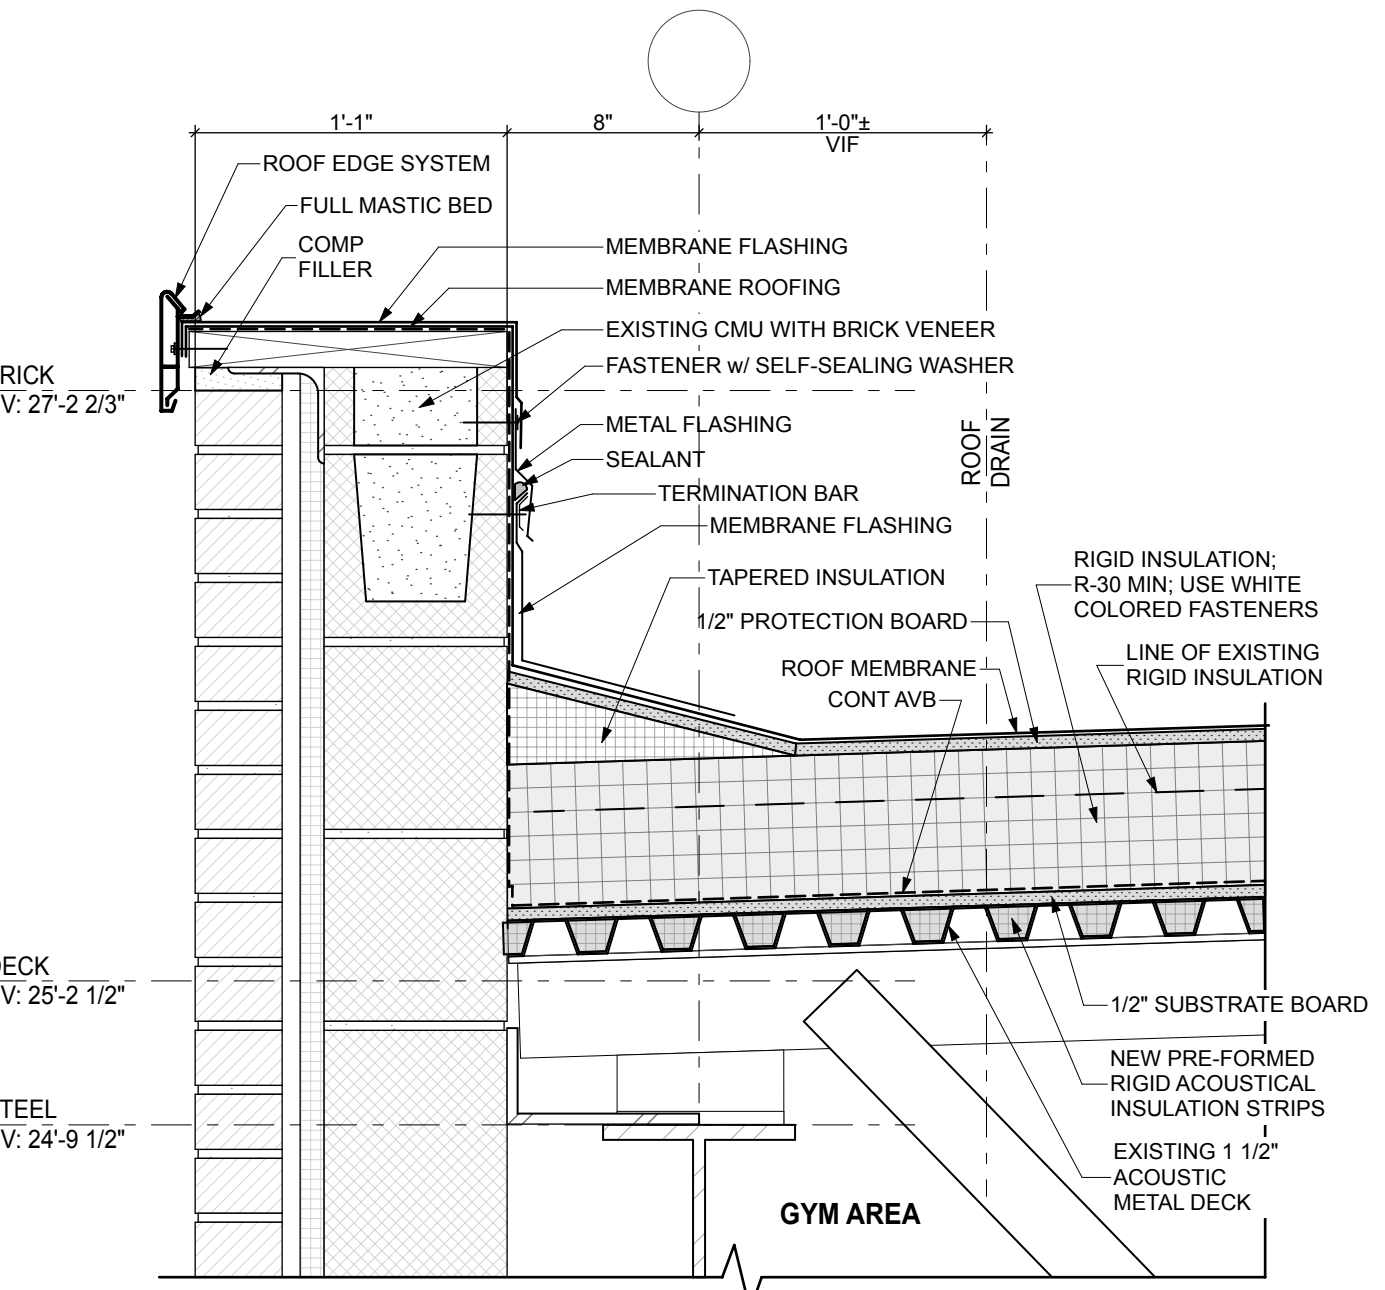 1'-1"
8"
1'-0"±
VIF
ROOF EDGE SYSTEM
FULL MASTIC BED
COMP
FILLER
MEMBRANE FLASHING
MEMBRANE ROOFING
EXISTING CMU WITH BRICK VENEER
FASTENER w/ SELF-SEALING WASHER
RICK
V: 27'-2 2/3"
METAL FLASHING
SEALANT
TERMINATION BAR
MEMBRANE FLASHING
ROOF
DRAIN
TAPERED INSULATION
1/2" PROTECTION BOARD
ROOF MEMBRANE
CONT AVB
RIGID INSULATION;
R-30 MIN; USE WHITE
COLORED FASTENERS
LINE OF EXISTING
RIGID INSULATION
DECK
V: 25'-2 1/2"
1/2" SUBSTRATE BOARD
NEW PRE-FORMED
RIGID ACOUSTICAL
INSULATION STRIPS
TEEL
V: 24'-9 1/2"
EXISTING 1 1/2"
ACOUSTIC
METAL DECK
GYM AREA